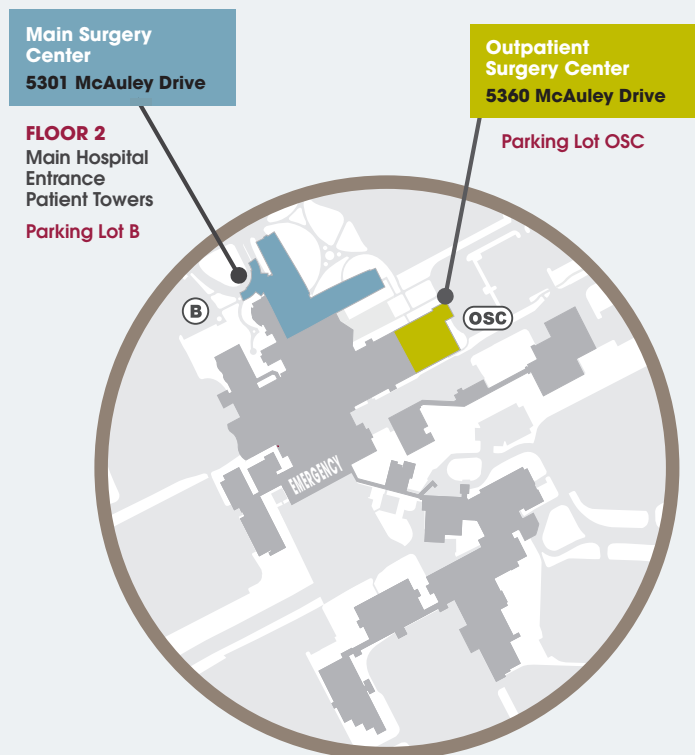 Main Surgery
Center
5301 McAuley Drive
FLOOR 2
Main Hospital
Entrance
Patient Towers
Parking Lot B
Outpatient
Surgery Center
5360 McAuley Drive
Parking Lot OSC
B
OSC
EMERGENCY